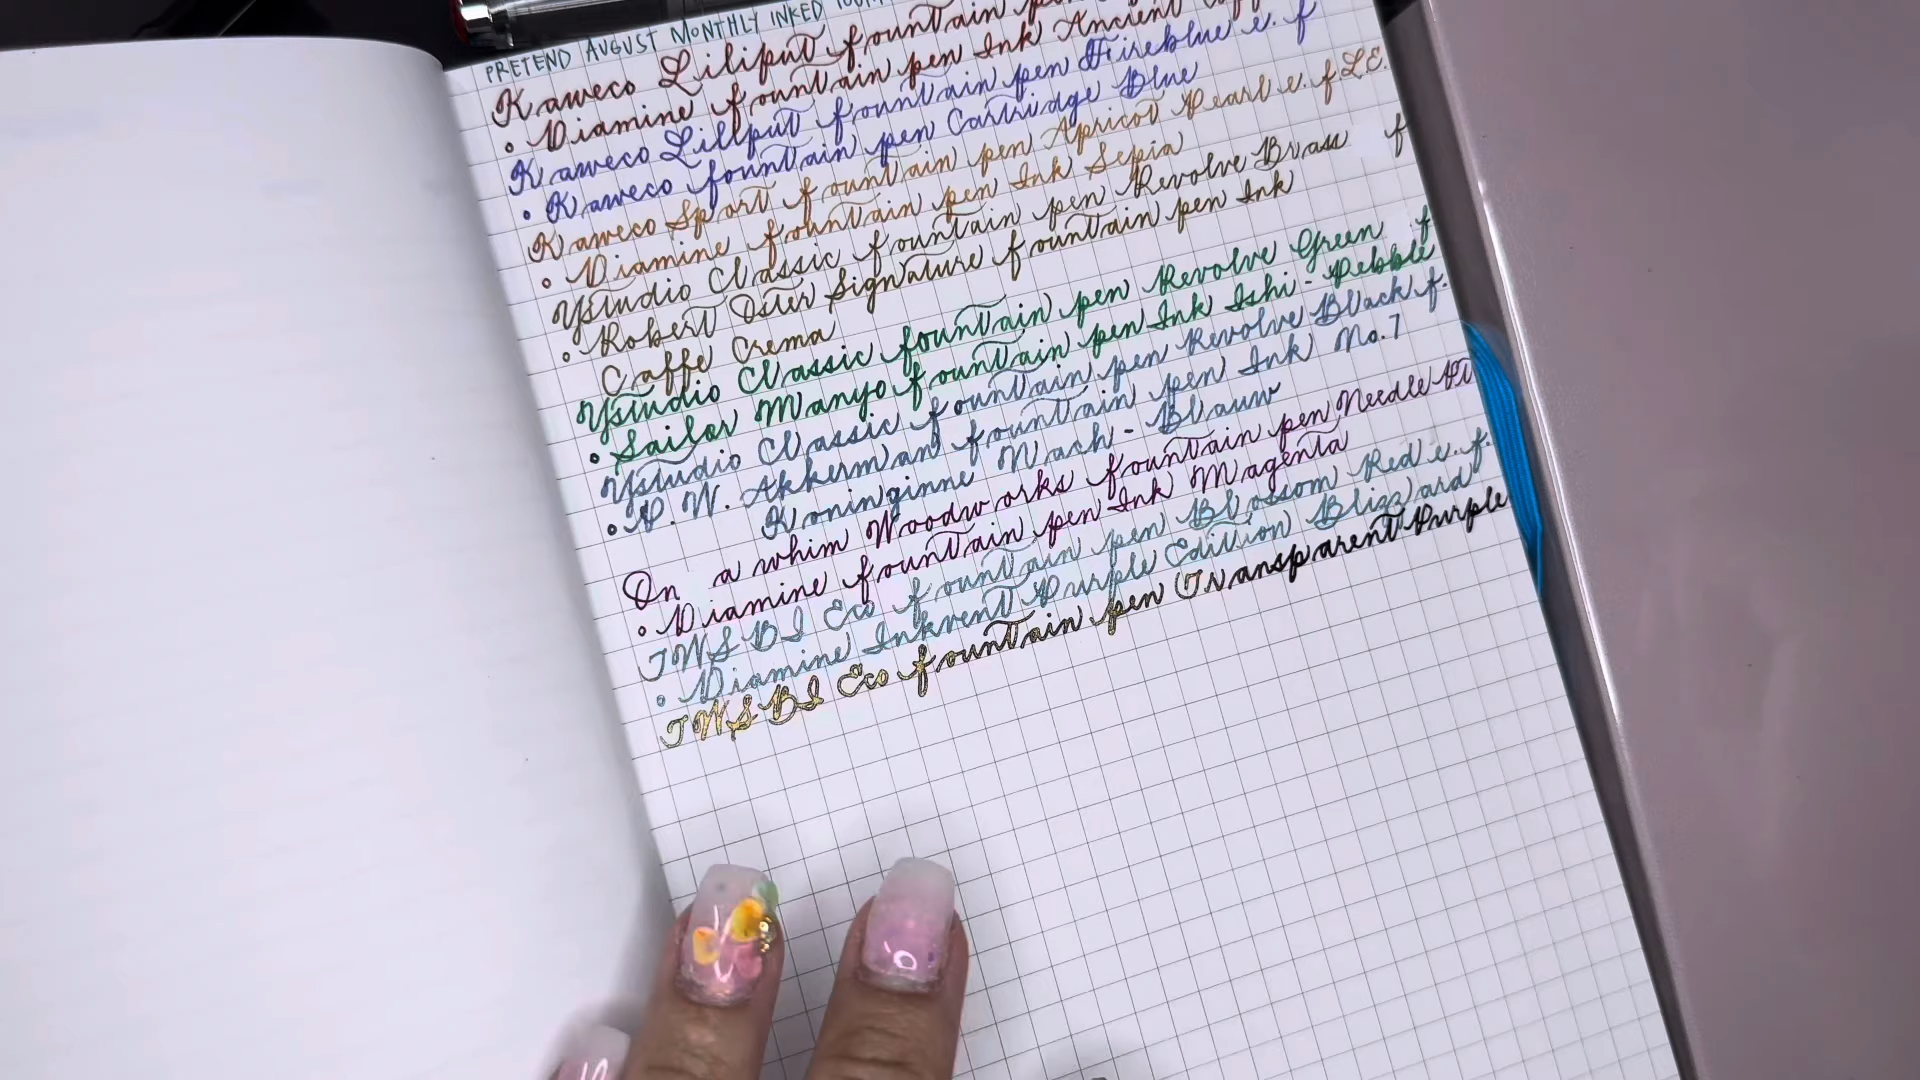 PRETEND AUGUST MONTHLY INKED
Kaweco Liliput fountain
• Diamine fountain pen Ink Ancient
Kaweco Liliput fountain pen Fireblue e.f
• Kaweco fountain pen Cartridge Blue
Kaweco Sport fountain pen Apricot Pearl e.f L.E.
• Diamine fountain pen Ink Sepia
Ystudio Classic fountain pen Revolve Brass f
• Robert Oster Signature fountain pen Ink
Caffe Crema
Ystudio Classic fountain pen Revolve Green f
• Sailor Manyo fountain pen Ink Ishi - Pebble
Ystudio Classic fountain pen Revolve Black f.
• P.W. Akkerman fountain pen Ink No.7
Koninginne Nach - Blauw
On a whim Woodworks fountain pen Needle
• Diamine fountain pen Ink Magenta
TWSBI Eco fountain pen Blossom Red e.f.
• Diamine Inkvent Purple Edition Blizzard
TWSBI Eco fountain pen Transparent Purple